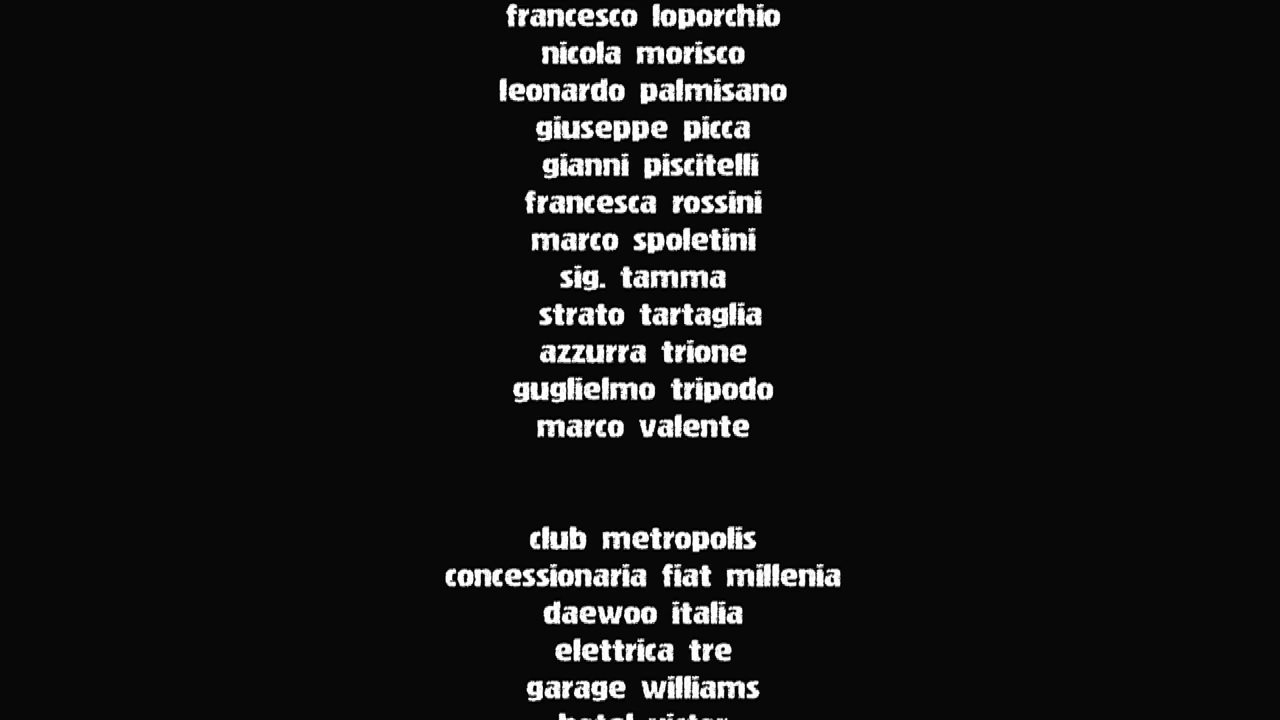 francesco loporchio
nicola morisco
leonardo palmisano
giuseppe picca
gianni piscitelli
francesca rossini
marco spoletini
sig. tamma
strato tartaglia
azzurra trione
guglielmo tripodo
marco valente
club metropolis
concessionaria fiat millenia
daewoo italia
elettrica tre
garage williams